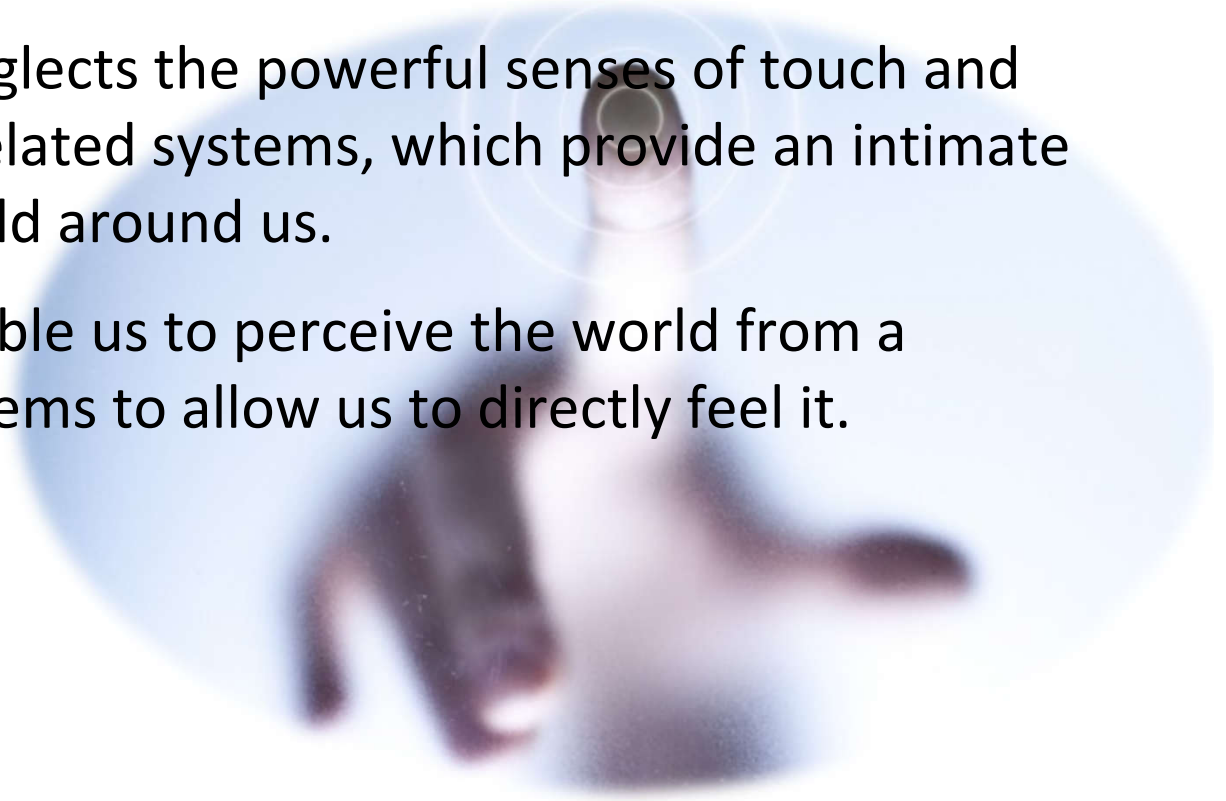 glects the powerful senses of touch and
elated systems, which provide an intimate
ld around us.
ble us to perceive the world from a
ems to allow us to directly feel it.